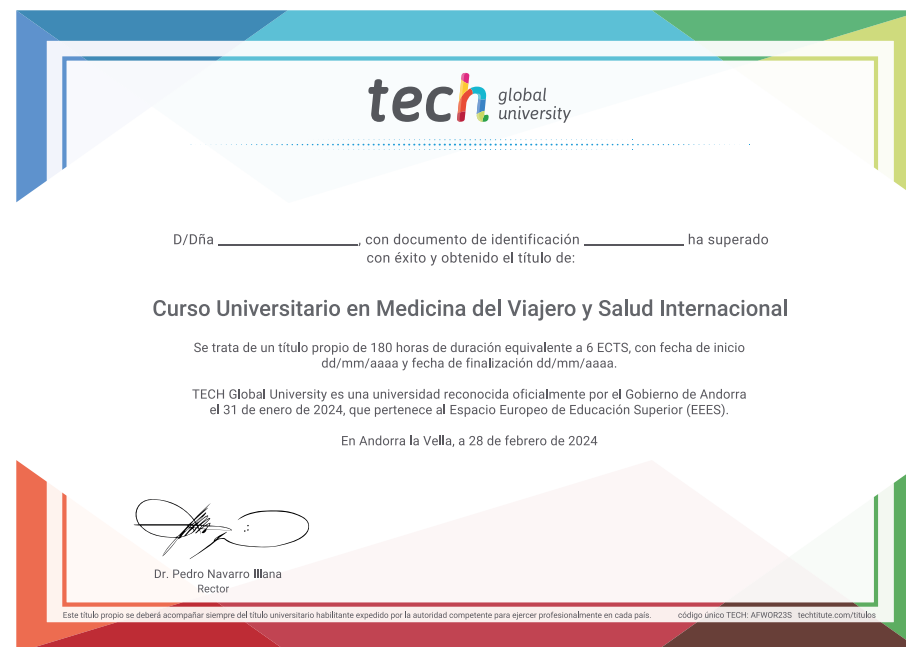 tech global university
D/Dña ____________, con documento de identificación ____________ ha superado
con éxito y obtenido el título de:
Curso Universitario en Medicina del Viajero y Salud Internacional
Se trata de un título propio de 180 horas de duración equivalente a 6 ECTS, con fecha de inicio
dd/mm/aaaa y fecha de finalización dd/mm/aaaa.
TECH Global University es una universidad reconocida oficialmente por el Gobierno de Andorra
el 31 de enero de 2024, que pertenece al Espacio Europeo de Educación Superior (EEES).
En Andorra la Vella, a 28 de febrero de 2024
Dr. Pedro Navarro Illana
Rector
Este título propio se deberá acompañar siempre del título universitario habilitante expedido por la autoridad competente para ejercer profesionalmente en cada país. código único TECH: AFWOR23S techtitute.com/titulos